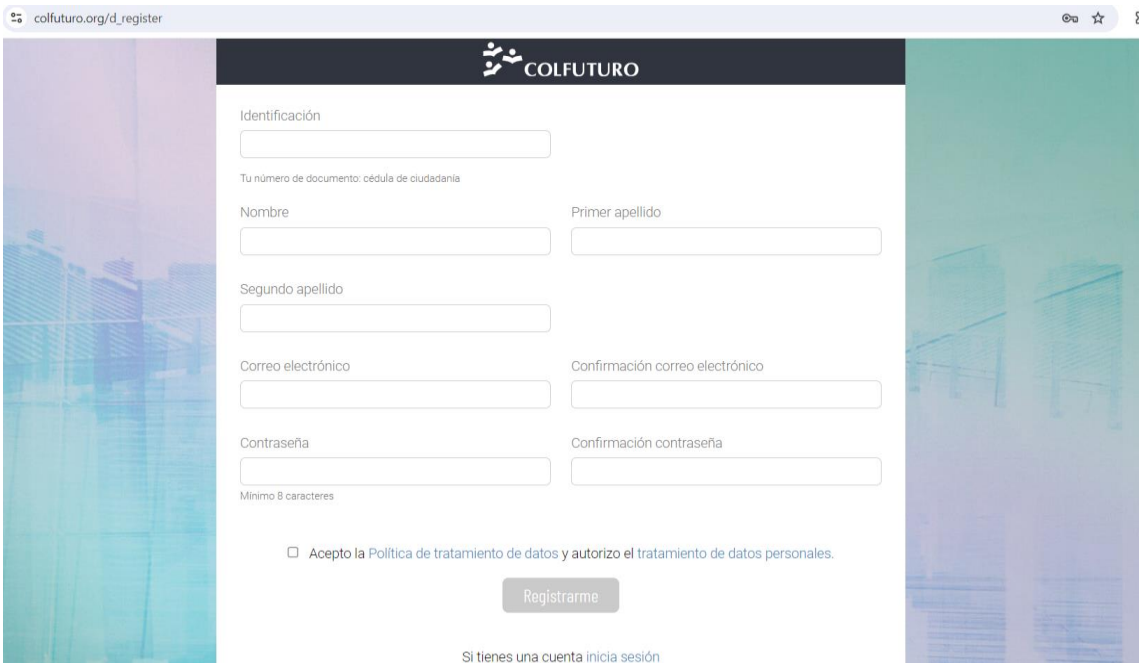 colfuturo.org/d_register
COLFUTURO
Identificación
Tu número de documento: cédula de ciudadanía
Nombre Primer apellido
Segundo apellido
Correo electrónico Confirmación correo electrónico
Contraseña Confirmación contraseña
Mínimo 8 caracteres
Acepto la Política de tratamiento de datos y autorizo el tratamiento de datos personales.
Registrarme
Si tienes una cuenta inicia sesión